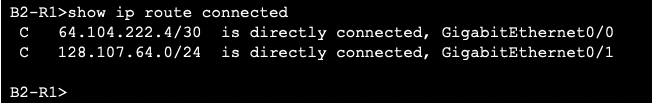 B2-R1>show ip route connected
C 64.104.222.4/30 is directly connected, GigabitEthernet0/0
C 128.107.64.0/24 is directly connected, GigabitEthernet0/1
B2-R1>